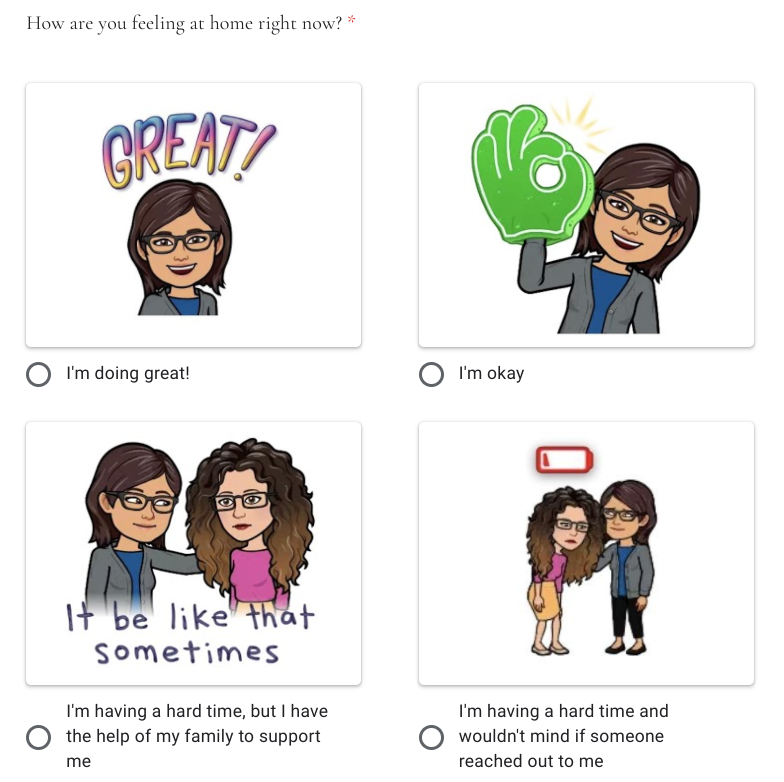 How are you feeling at home right now? *
GREAT!
I'm doing great!
I'm okay
It be like that
sometimes
I'm having a hard time, but I have
the help of my family to support
me
I'm having a hard time and
wouldn't mind if someone
reached out to me